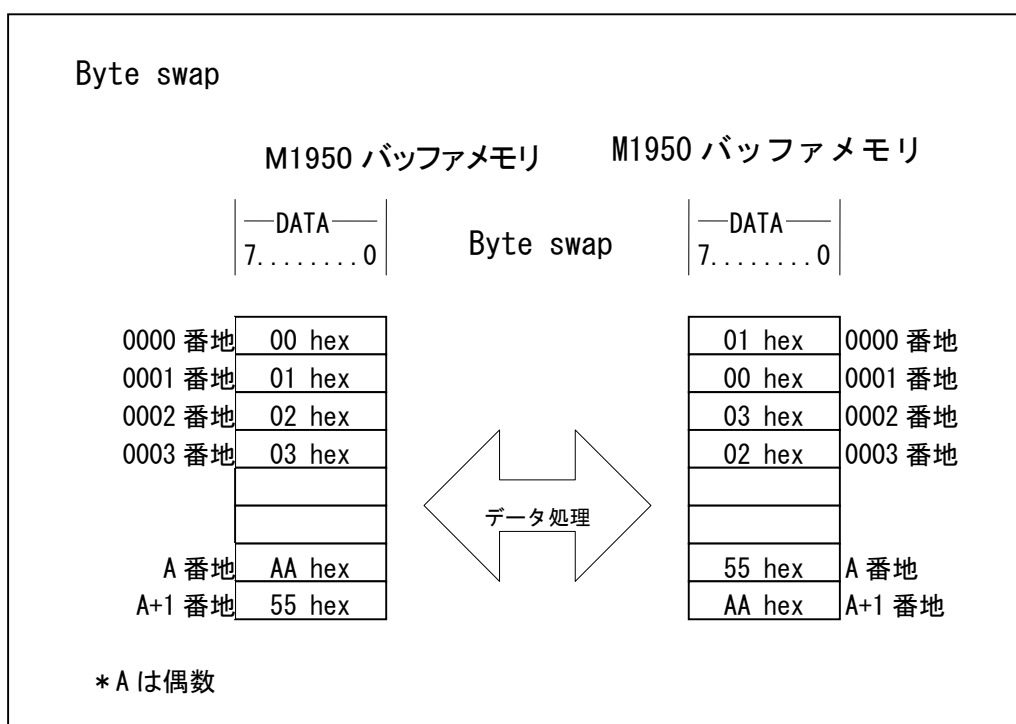 Byte swap
M1950 バッファメモリ M1950 バッファメモリ
―DATA― ―DATA―
7........0 Byte swap 7........0
0000 番地 00 hex 01 hex 0000 番地
0001 番地 01 hex 00 hex 0001 番地
0002 番地 02 hex 03 hex 0002 番地
0003 番地 03 hex 02 hex 0003 番地
データ処理
A 番地 AA hex 55 hex A 番地
A+1 番地 55 hex AA hex A+1 番地
*A は偶数